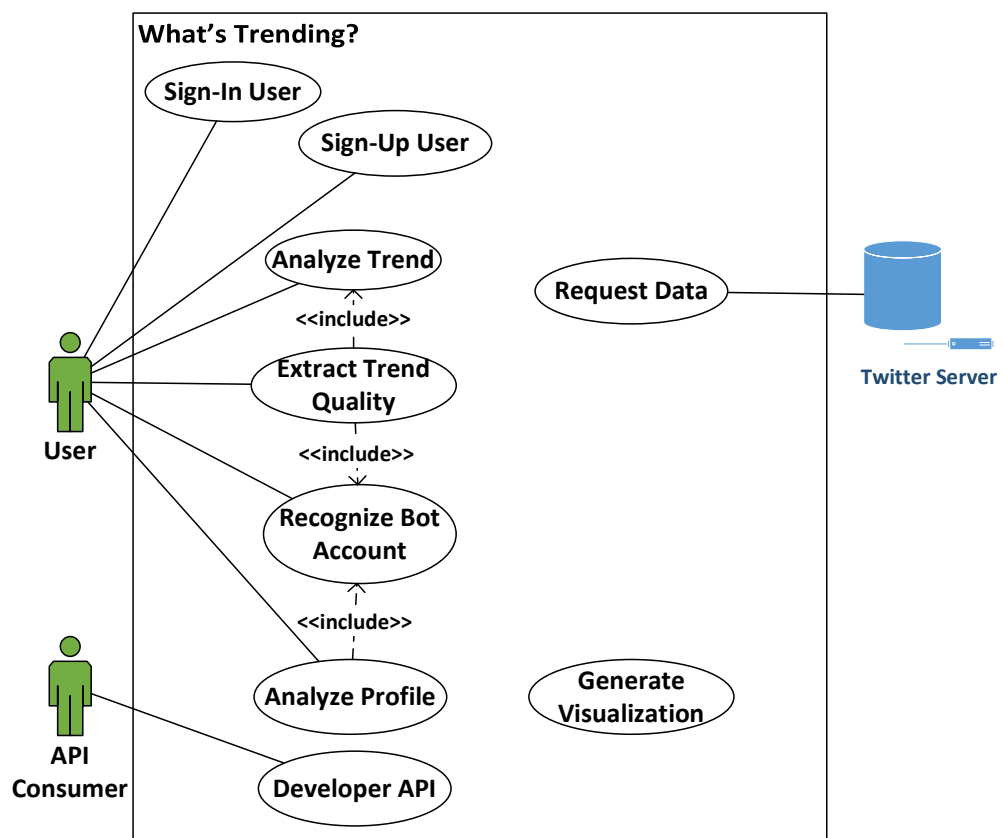 What's Trending?
Sign-In User
Sign-Up User
Analyze Trend
Request Data
<<include>>
Extract Trend
Quality
Twitter Server
User
<<include>>
Recognize Bot
Account
<<include>>
Analyze Profile
Generate
Visualization
API
Consumer
Developer API